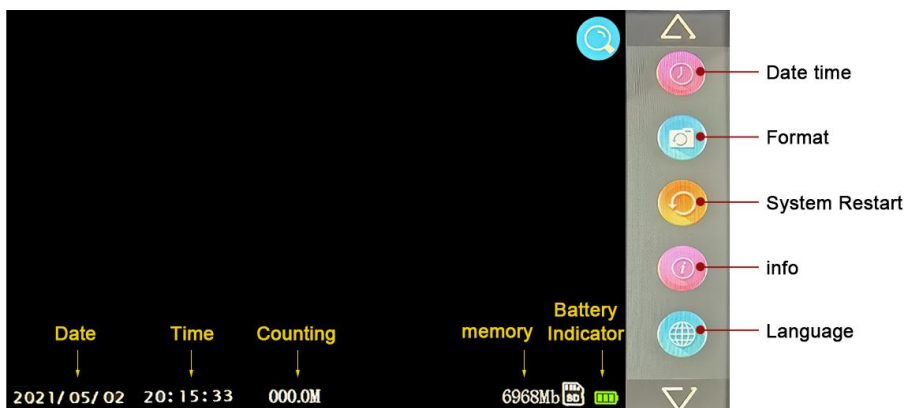 Date time
Format
System Restart
info
Language
Battery
Date Time Counting memory Indicator
2021/05/02 20:15:33 000.0M 6968Mb SD